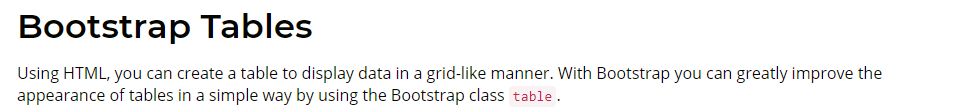 Bootstrap Tables
Using HTML, you can create a table to display data in a grid-like manner. With Bootstrap you can greatly improve the
appearance of tables in a simple way by using the Bootstrap class table.